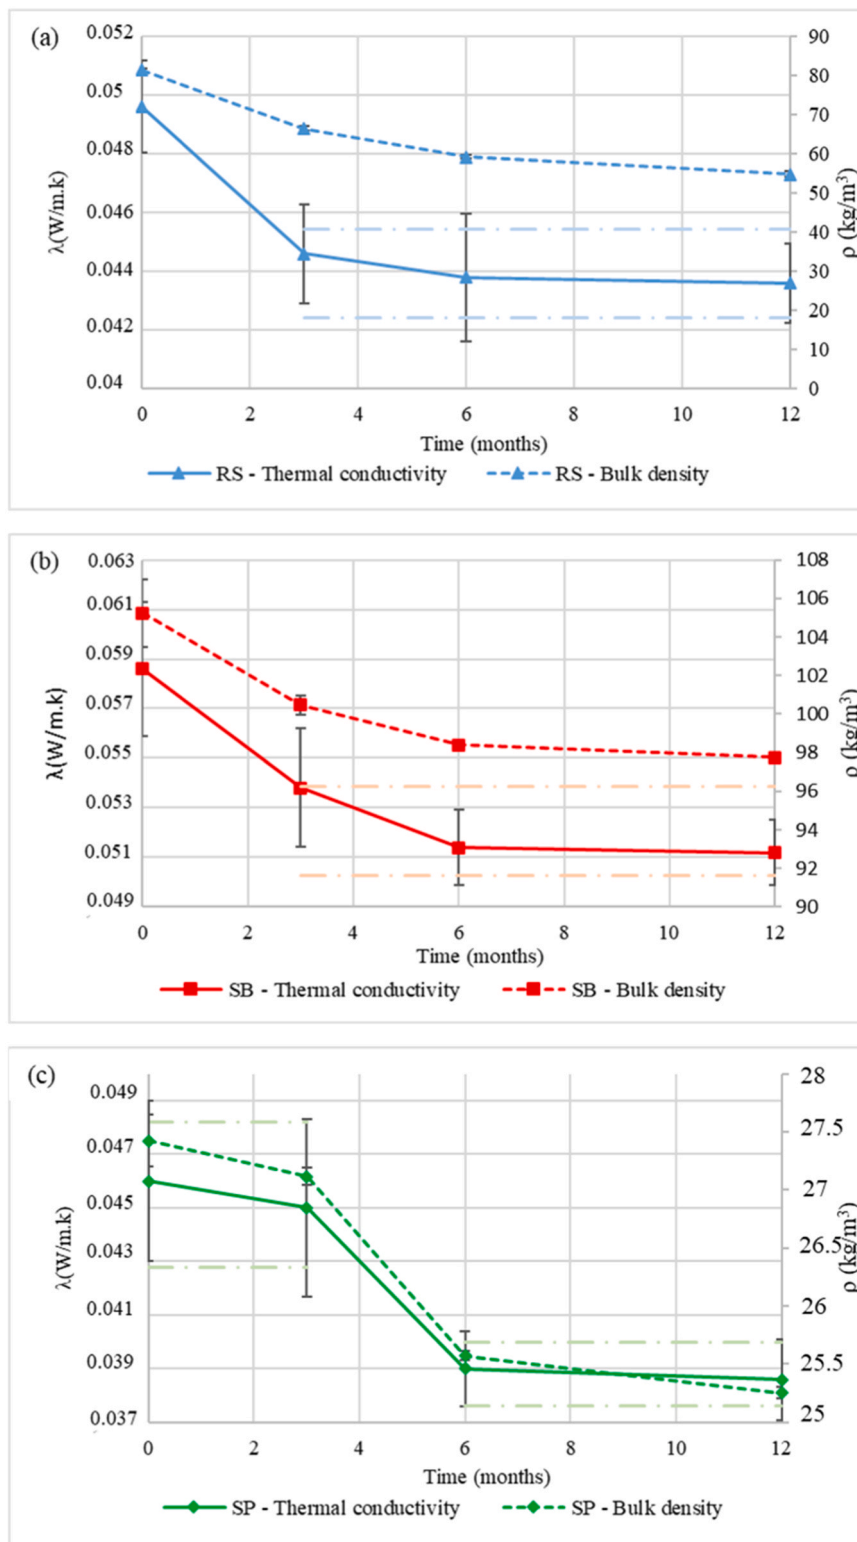 (a)
0.052
0.05
0.048
0.046
0.044
0.042
0.04
λ(W/m.k)
90
80
70
60
50
40
30
20
10
0
ρ (kg/m³)
0 2 4 6 8 10 12
Time (months)
RS - Thermal conductivity RS - Bulk density
(b)
0.063
0.061
0.059
0.057
0.055
0.053
0.051
0.049
λ(W/m.k)
108
106
104
102
100
98
96
94
92
90
ρ (kg/m³)
0 2 4 6 8 10 12
Time (months)
SB - Thermal conductivity SB - Bulk density
(c)
0.049
0.047
0.045
0.043
0.041
0.039
0.037
λ(W/m.k)
28
27.5
27
26.5
26
25.5
25
ρ (kg/m³)
0 2 4 6 8 10 12
Time (months)
SP - Thermal conductivity SP - Bulk density